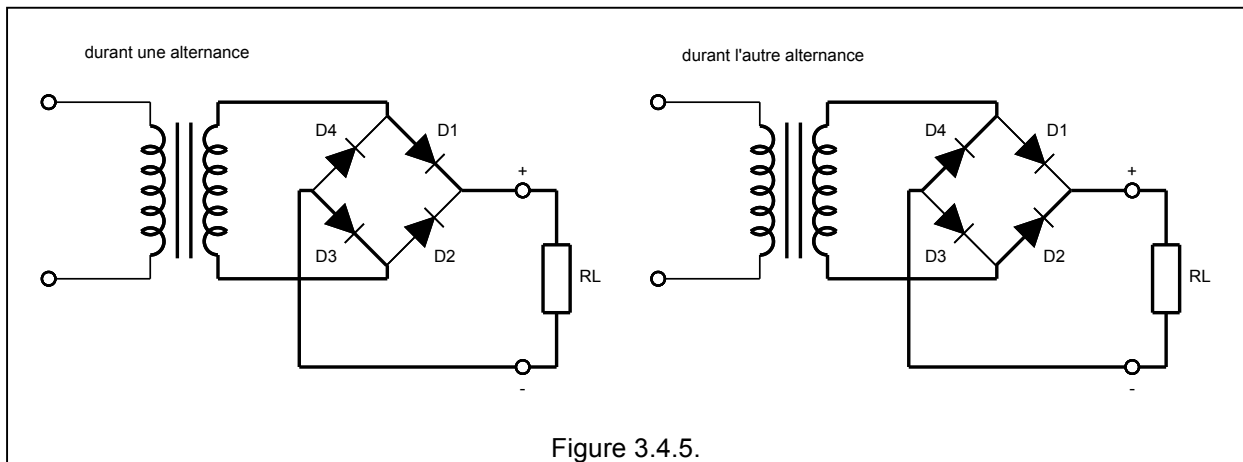 durant une alternance
durant l'autre alternance
D4 D1
+
D3 D2
RL
-
D4 D1
+
D3 D2
RL
-
Figure 3.4.5.